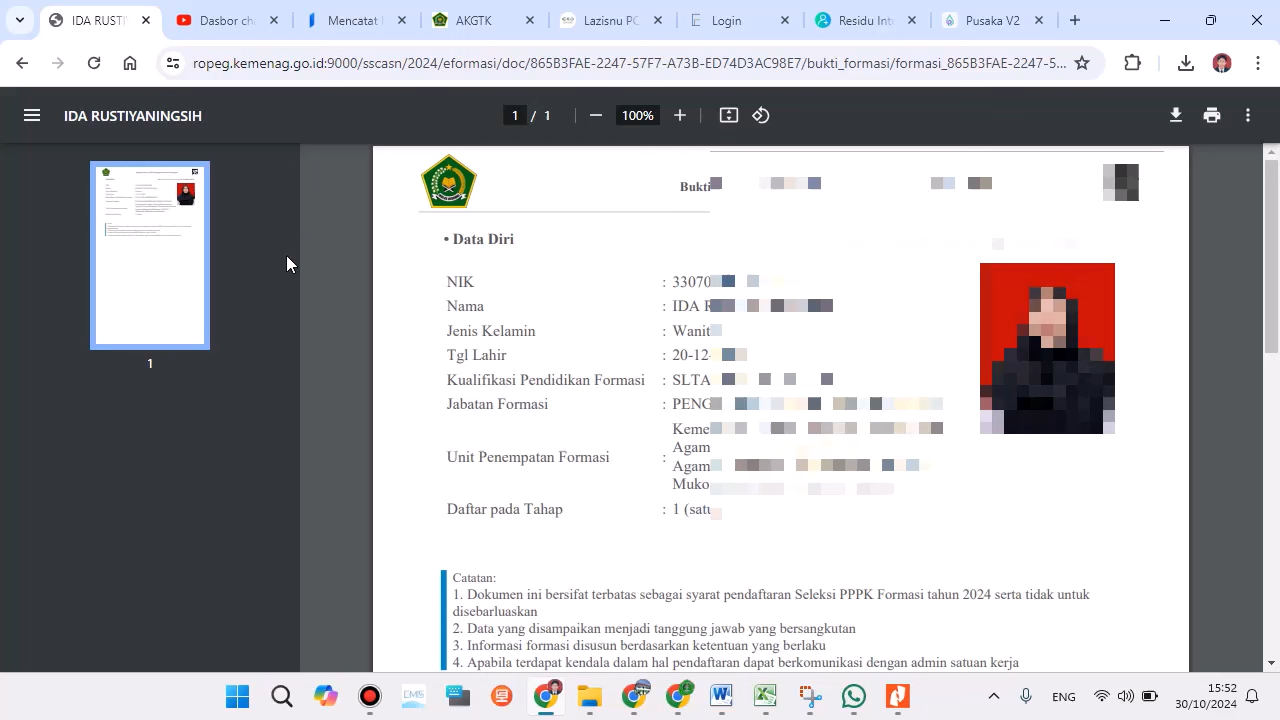 IDA RUSTIY
Dasbor ch
Mencatat
AKGTK
Lazisnu PC
Login
Residu Int
Pusaka V2
ropeg.kemenag.go.id:9000/sscasn/2024/eformasi/doc/865B3FAE-2247-57F7-A73B-ED74D3AC98E7/bukti_formasi/formasi_865B3FAE-2247-5...
IDA RUSTIYANINGSIH
1 / 1
100%
1
Bukti
• Data Diri
NIK : 33070
Nama : IDA R
Jenis Kelamin : Wanit
Tgl Lahir : 20-12-
Kualifikasi Pendidikan Formasi : SLTA
Jabatan Formasi : PENG
Keme
Agam
Unit Penempatan Formasi :
Agam
Muko
Daftar pada Tahap : 1 (satu
Catatan:
1. Dokumen ini bersifat terbatas sebagai syarat pendaftaran Seleksi PPPK Formasi tahun 2024 serta tidak untuk
disebarluaskan
2. Data yang disampaikan menjadi tanggung jawab yang bersangkutan
3. Informasi formasi disusun berdasarkan ketentuan yang berlaku
4. Apabila terdapat kendala dalam hal pendaftaran dapat berkomunikasi dengan admin satuan kerja
ENG
15:52
30/10/2024